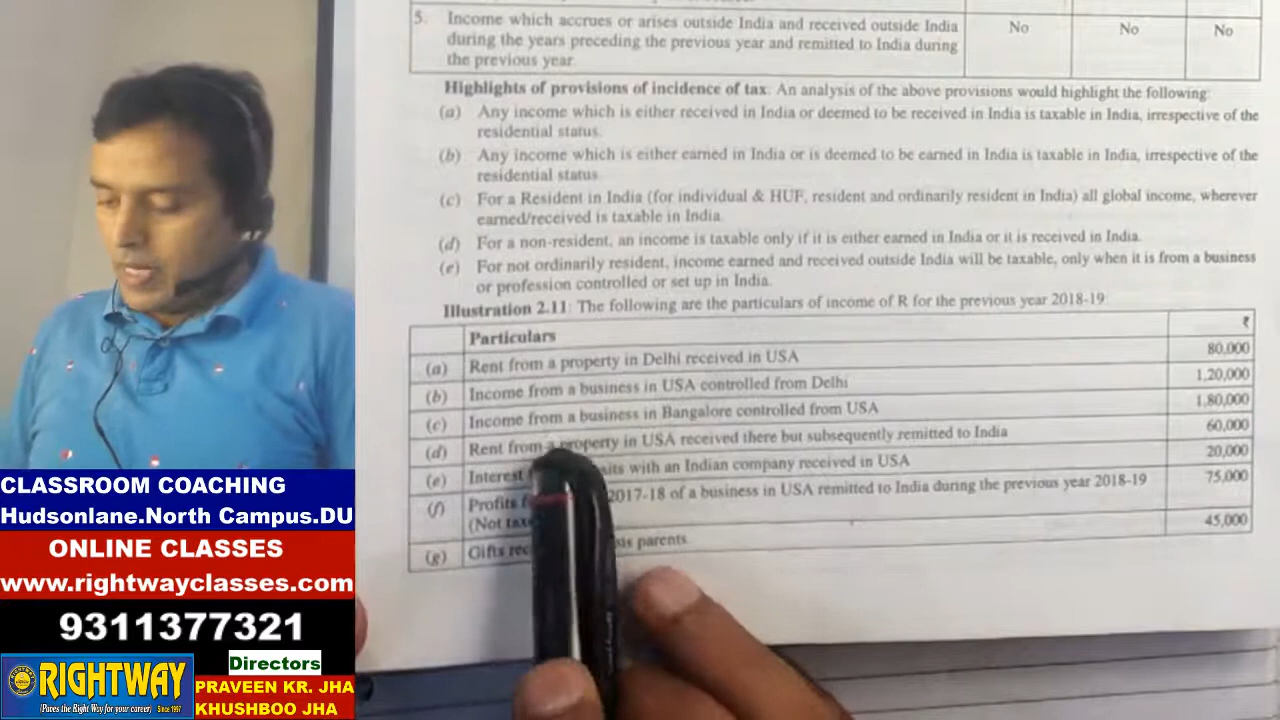 5. Income which accrues or arises outside India and received outside India No No No
during the years preceding the previous year and remitted to India during
the previous year.
Highlights of provisions of incidence of tax: An analysis of the above provisions would highlight the following:
(a) Any income which is either received in India or deemed to be received in India is taxable in India, irrespective of the
residential status.
(b) Any income which is either earned in India or is deemed to be earned in India is taxable in India, irrespective of the
residential status.
(c) For a Resident in India (for individual & HUF, resident and ordinarily resident in India) all global income, wherever
earned/received is taxable in India.
(d) For a non-resident, an income is taxable only if it is either earned in India or it is received in India.
(e) For not ordinarily resident, income earned and received outside India will be taxable, only when it is from a business
or profession controlled or set up in India.
Illustration 2.11: The following are the particulars of income of R for the previous year 2018-19:
Particulars ₹
(a) Rent from a property in Delhi received in USA 80,000
(b) Income from a business in USA controlled from Delhi 1,20,000
(c) Income from a business in Bangalore controlled from USA 1,80,000
(d) Rent from a property in USA received there but subsequently remitted to India 60,000
(e) Interest with an Indian company received in USA 20,000
(f) Profits 2017-18 of a business in USA remitted to India during the previous year 2018-19 75,000
(Not
(g) Gifts parents 45,000
CLASSROOM COACHING
Hudsonlane.North Campus.DU
ONLINE CLASSES
www.rightwayclasses.com
9311377321
RIGHTWAY
(Paves the Right Way for your career) Since 1997
Directors
PRAVEEN KR. JHA
KHUSHBOO JHA